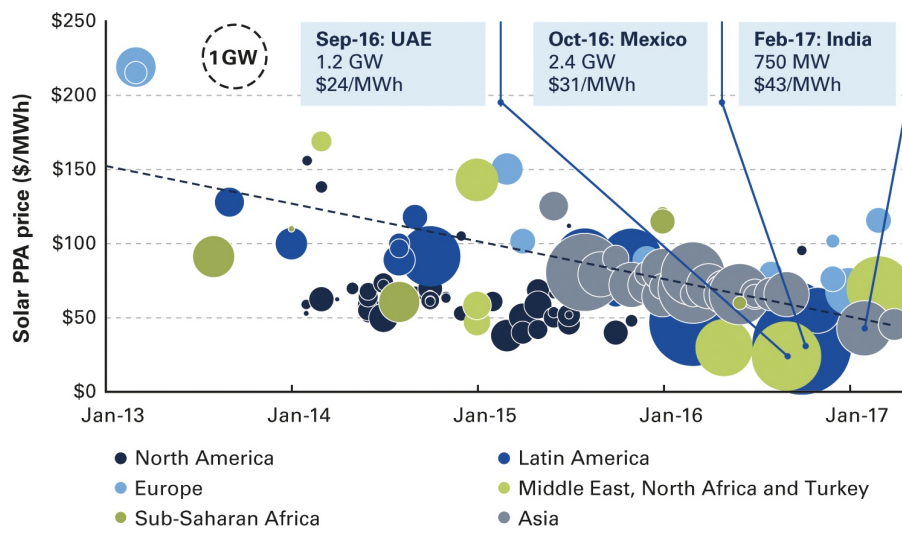 Solar PPA price ($/MWh)
$250
$200
$150
$100
$50
$0
1GW
Sep-16: UAE
1.2 GW
$24/MWh
Oct-16: Mexico
2.4 GW
$31/MWh
Feb-17: India
750 MW
$43/MWh
Jan-13
Jan-14
Jan-15
Jan-16
Jan-17
North America
Europe
Sub-Saharan Africa
Latin America
Middle East, North Africa and Turkey
Asia